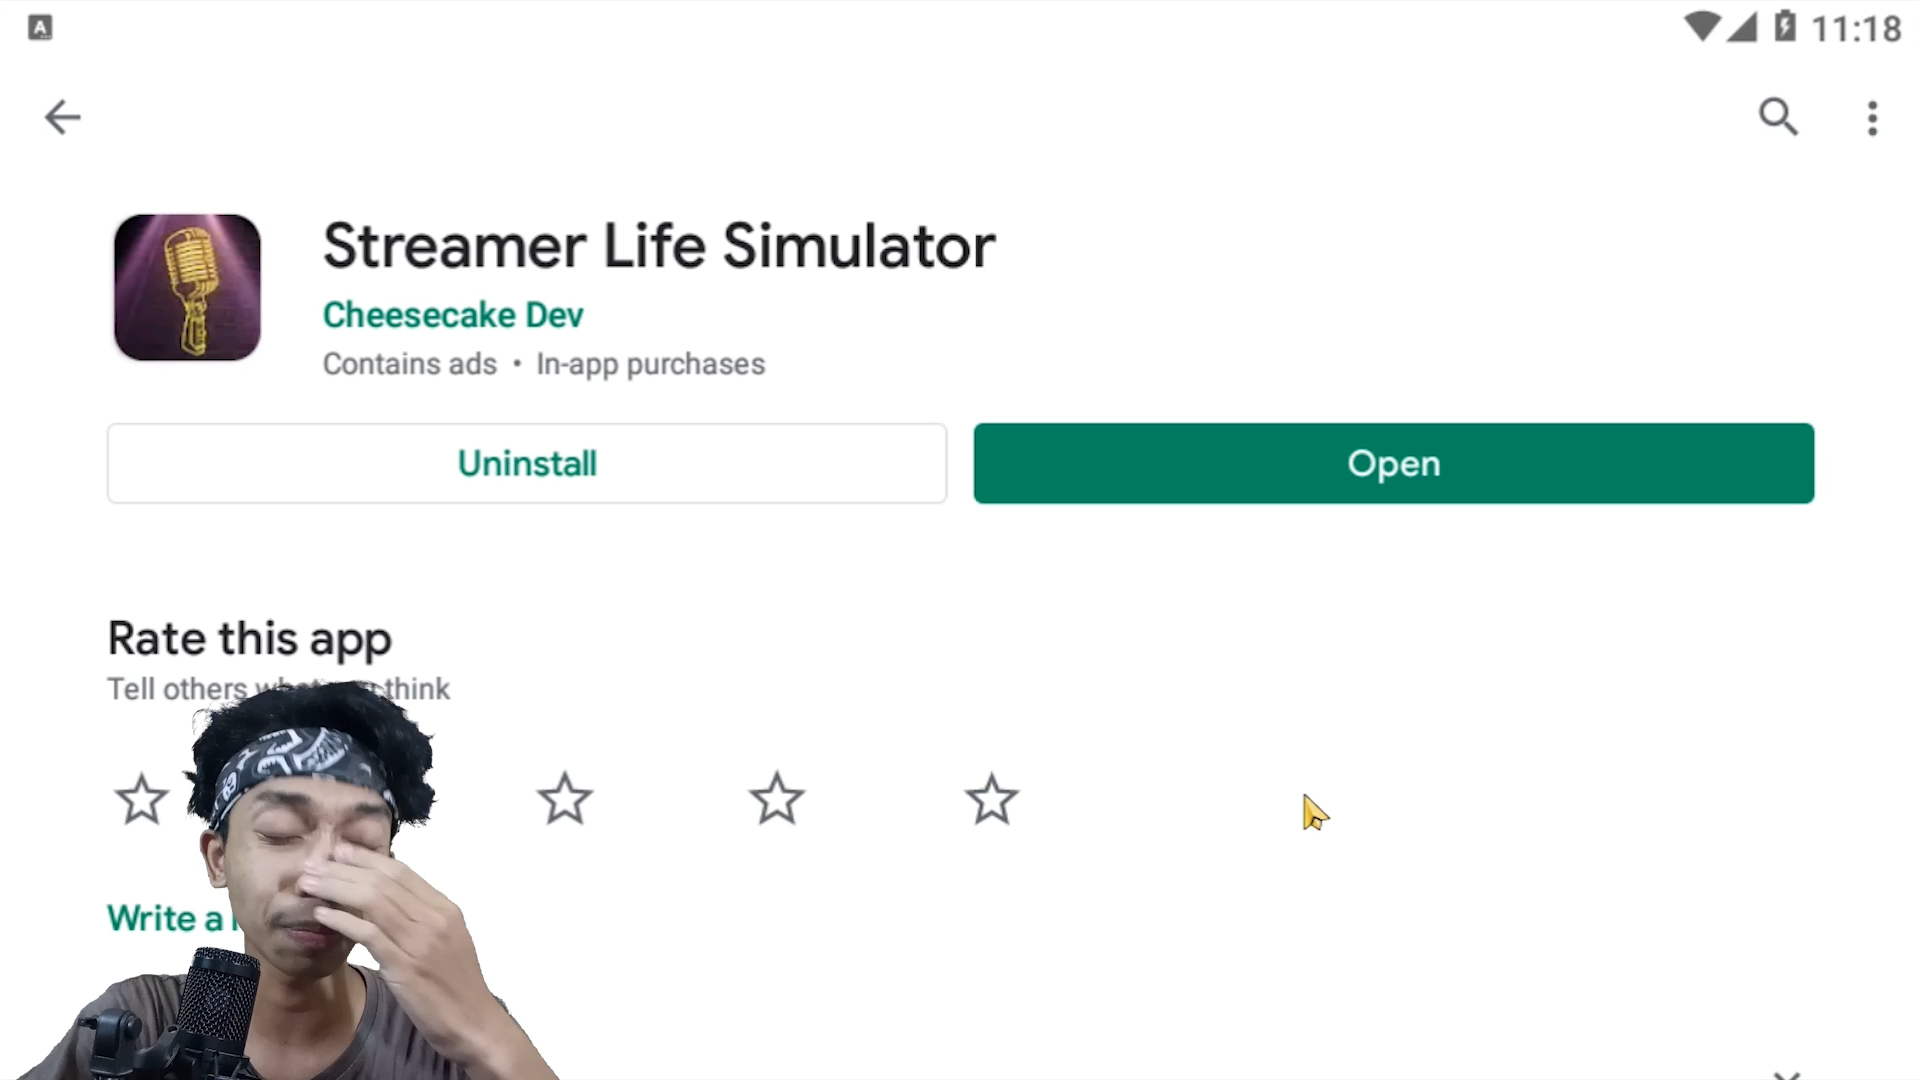 11:18
Streamer Life Simulator
Cheesecake Dev
Contains ads • In-app purchases
Uninstall
Open
Rate this app
Tell others what think
Write a